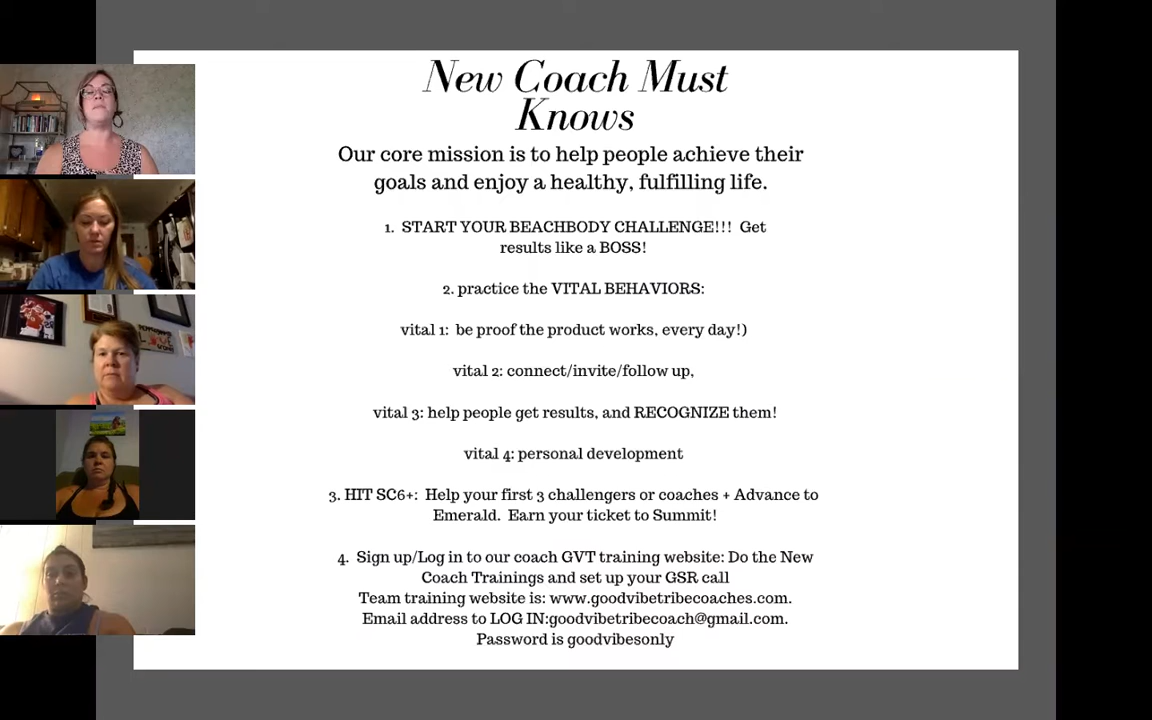 New Coach Must
Knows
Our core mission is to help people achieve their
goals and enjoy a healthy, fulfilling life.
1. START YOUR BEACHBODY CHALLENGE!!! Get
results like a BOSS!
2. practice the VITAL BEHAVIORS:
vital 1: be proof the product works, every day!)
vital 2: connect/invite/follow up,
vital 3: help people get results, and RECOGNIZE them!
vital 4: personal development
3. HIT SC6+: Help your first 3 challengers or coaches + Advance to
Emerald. Earn your ticket to Summit!
4. Sign up/Log in to our coach GVT training website: Do the New
Coach Trainings and set up your GSR call
Team training website is: www.goodvibetribecoaches.com.
Email address to LOG IN:goodvibetribecoach@gmail.com.
Password is goodvibesonly